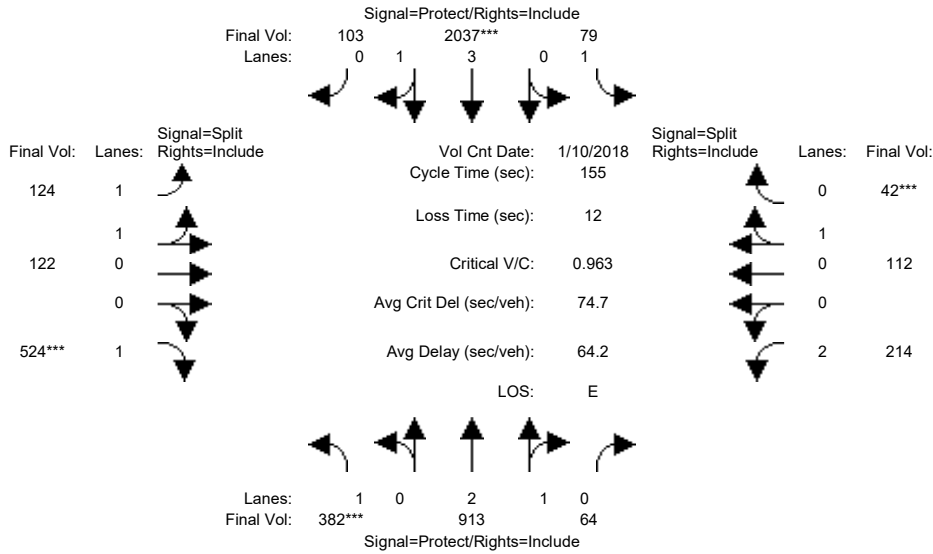 Signal=Protect/Rights=Include
Final Vol: 103 2037*** 79
Lanes: 0 1 3 0 1
Signal=Split
Final Vol: Lanes: Rights=Include
Vol Cnt Date: 1/10/2018
Signal=Split
Rights=Include Lanes: Final Vol:
Cycle Time (sec): 155
124 1
0 42***
Loss Time (sec): 12
1
1
122 0
Critical V/C: 0.963
0 112
0
Avg Crit Del (sec/veh): 74.7
0
524*** 1
Avg Delay (sec/veh): 64.2
2 214
LOS: E
Lanes: 1 0 2 1 0
Final Vol: 382*** 913 64
Signal=Protect/Rights=Include